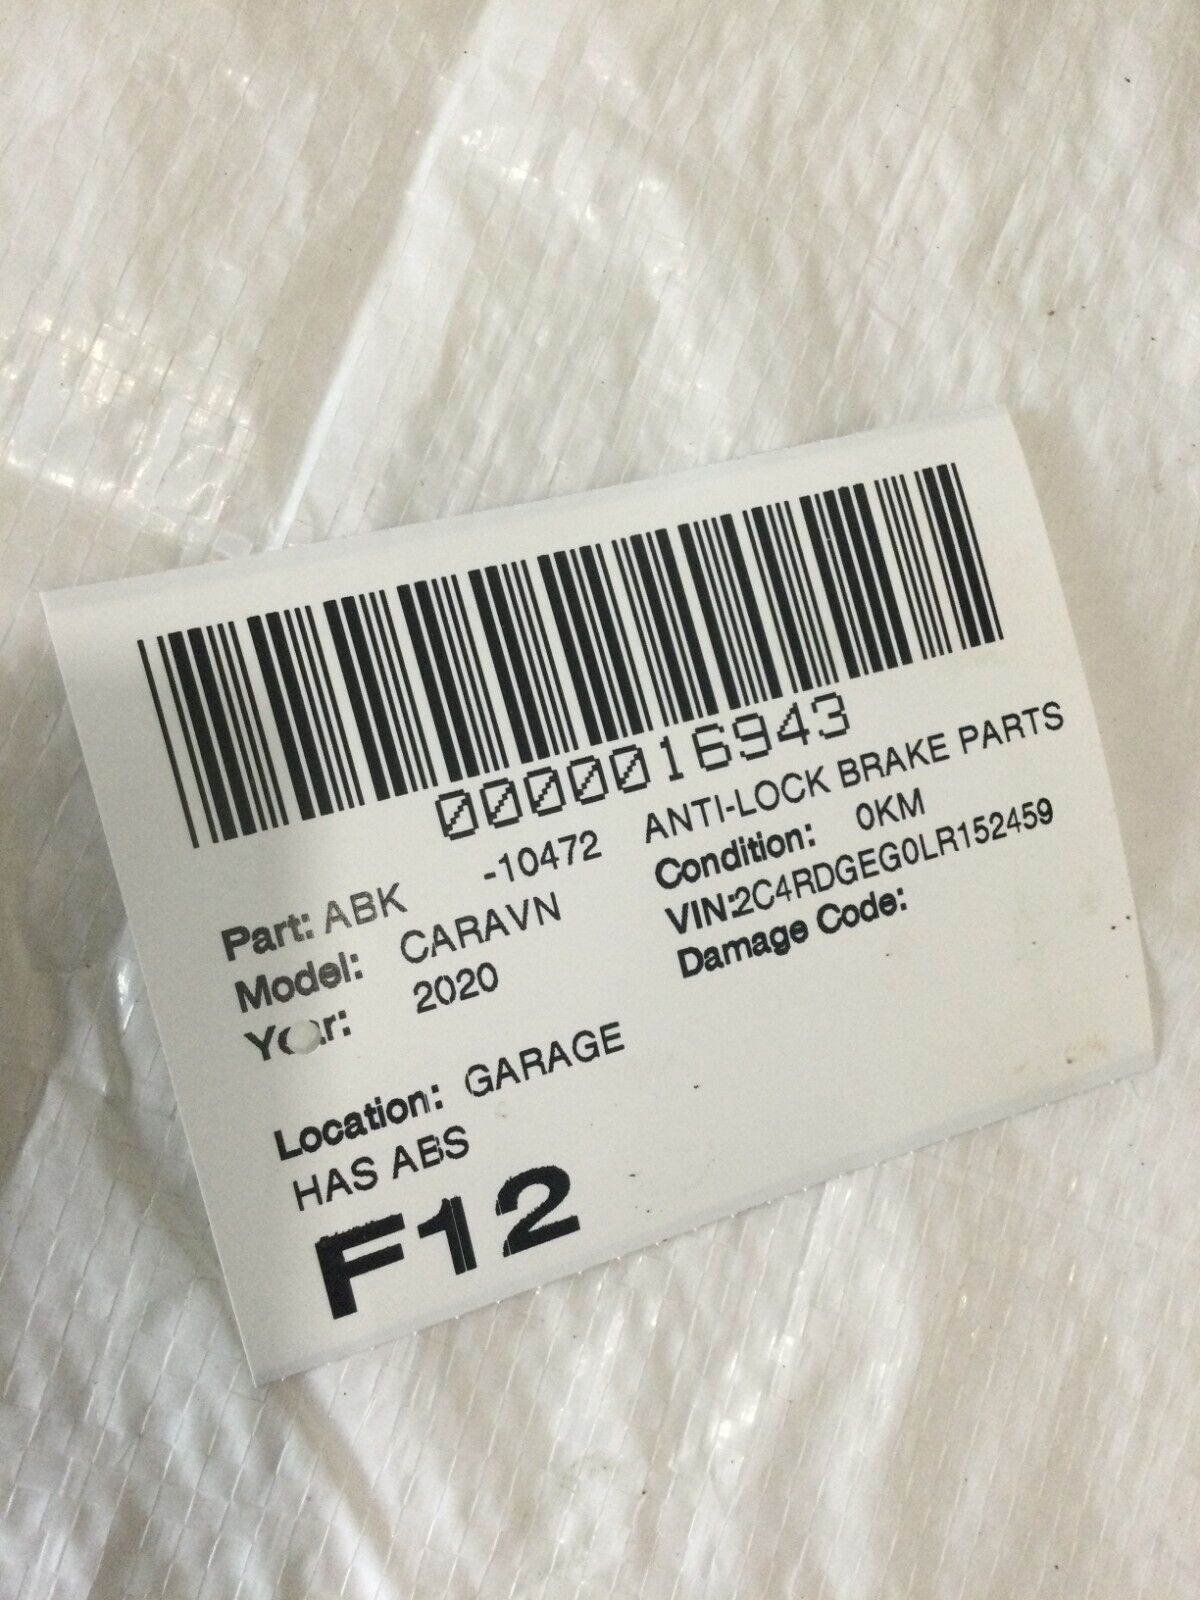 0000016943
Part: ABK -10472 ANTI-LOCK BRAKE PARTS
Model: CARAVN Condition: 0KM
Year: 2020 VIN:2C4RDGEG0LR152459
Damage Code:
Location: GARAGE
HAS ABS
F12